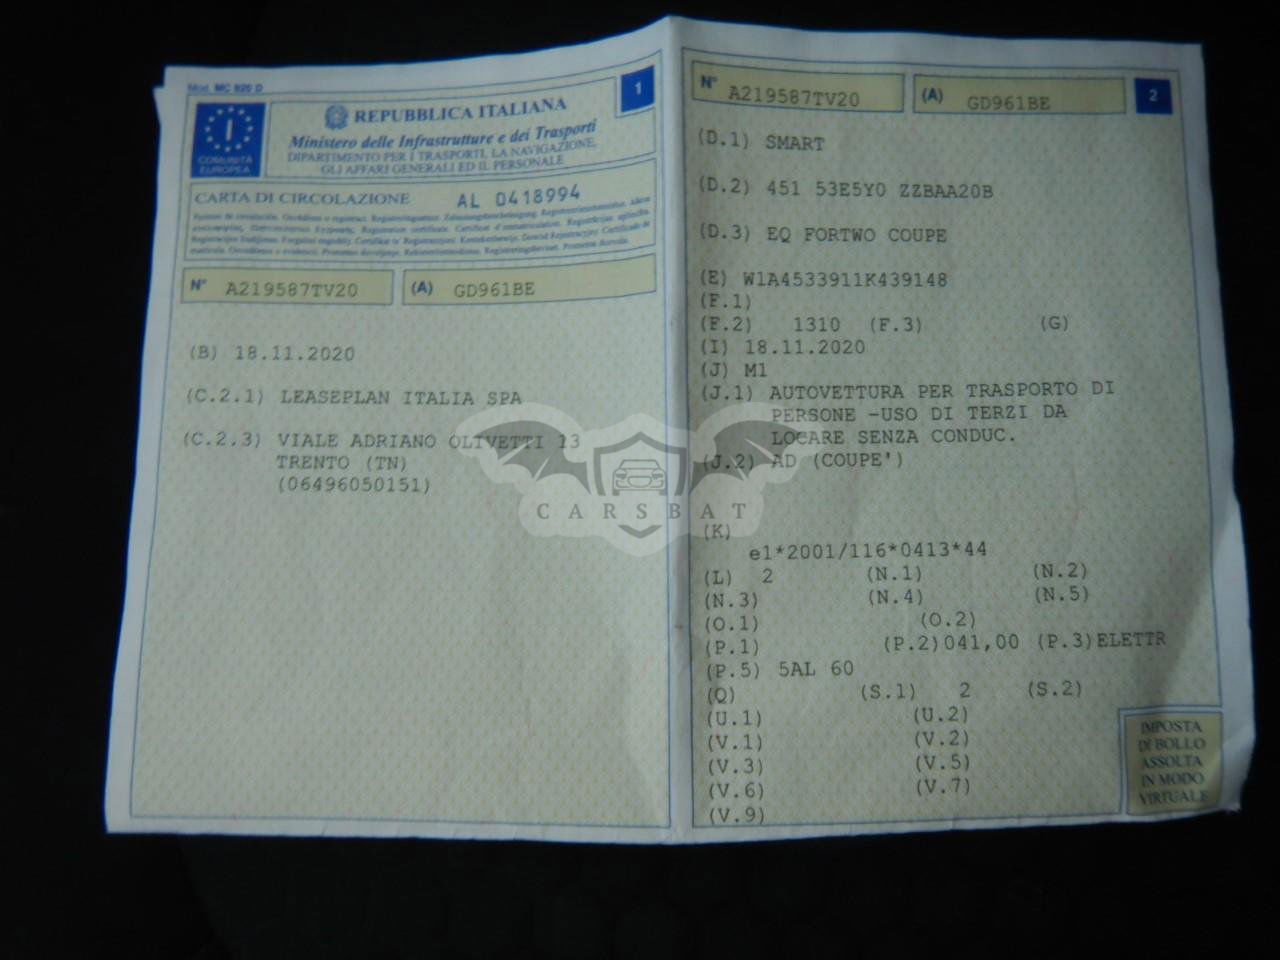 Mod. MC 820 D
1
REPUBBLICA ITALIANA
Ministero delle Infrastrutture e dei Trasporti
DIPARTIMENTO PER I TRASPORTI, LA NAVIGAZIONE,
GLI AFFARI GENERALI ED IL PERSONALE
I
COMUNITÀ
EUROPEA
CARTA DI CIRCOLAZIONE AL 0418994
N° A219587TV20 (A) GD961BE
(B) 18.11.2020
(C.2.1) LEASEPLAN ITALIA SPA
(C.2.3) VIALE ADRIANO OLIVETTI 13
TRENTO (TN)
(06496050151)
N° A219587TV20 (A) GD961BE 2
(D.1) SMART
(D.2) 451 53E5Y0 ZZBAA20B
(D.3) EQ FORTWO COUPE
(E) W1A4533911K439148
(F.1)
(F.2) 1310 (F.3) (G)
(I) 18.11.2020
(J) M1
(J.1) AUTOVETTURA PER TRASPORTO DI
PERSONE -USO DI TERZI DA
LOCARE SENZA CONDUC.
(J.2) AD (COUPE')
(K)
e1*2001/116*0413*44
(L) 2 (N.1) (N.2)
(N.3) (N.4) (N.5)
(O.1) (O.2)
(P.1) (P.2)041,00 (P.3)ELETTR
(P.5) 5AL 60
(Q) (S.1) 2 (S.2)
(U.1) (U.2)
(V.1) (V.2)
(V.3) (V.5)
(V.6) (V.7)
(V.9)
IMPOSTA
DI BOLLO
ASSOLTA
IN MODO
VIRTUALE
CARSBAT